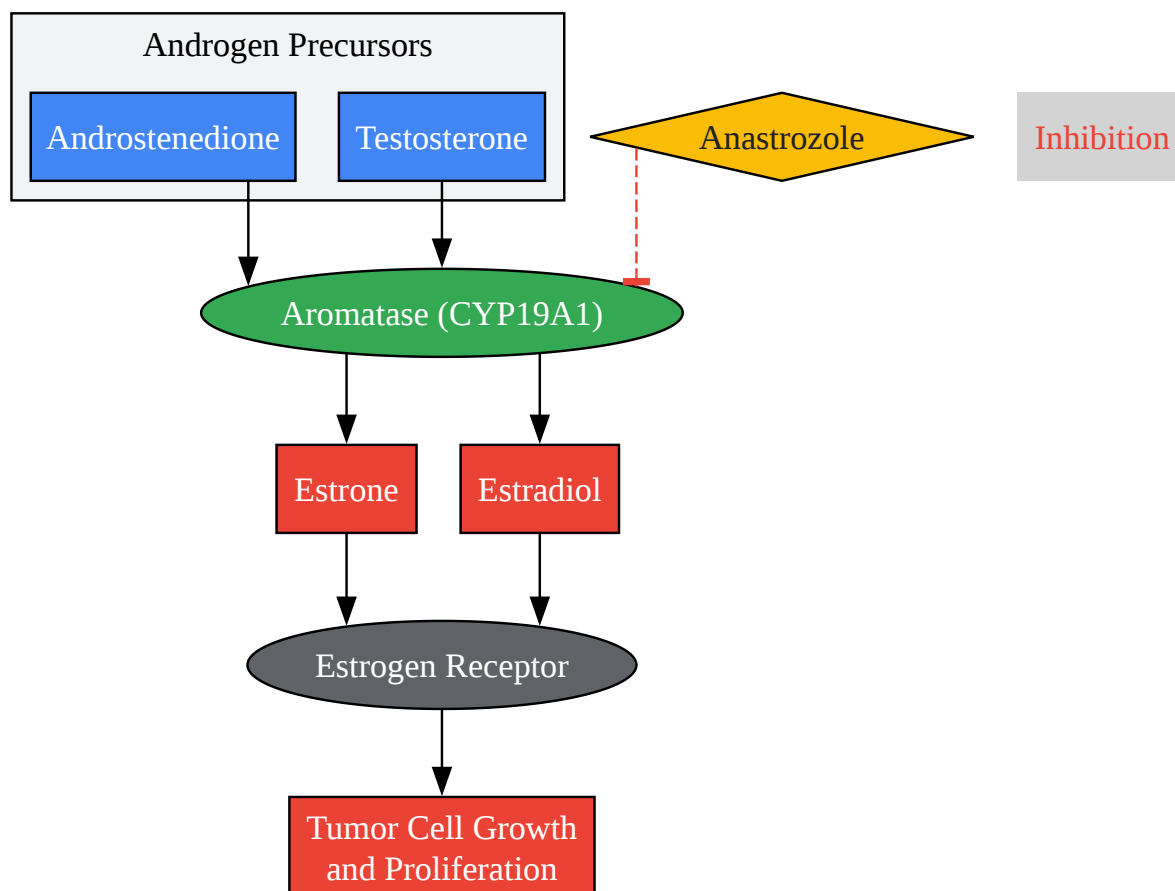 Androgen Precursors
Androstenedione
Testosterone
Anastrozole
Inhibition
Aromatase (CYP19A1)
Estrone
Estradiol
Estrogen Receptor
Tumor Cell Growth
and Proliferation